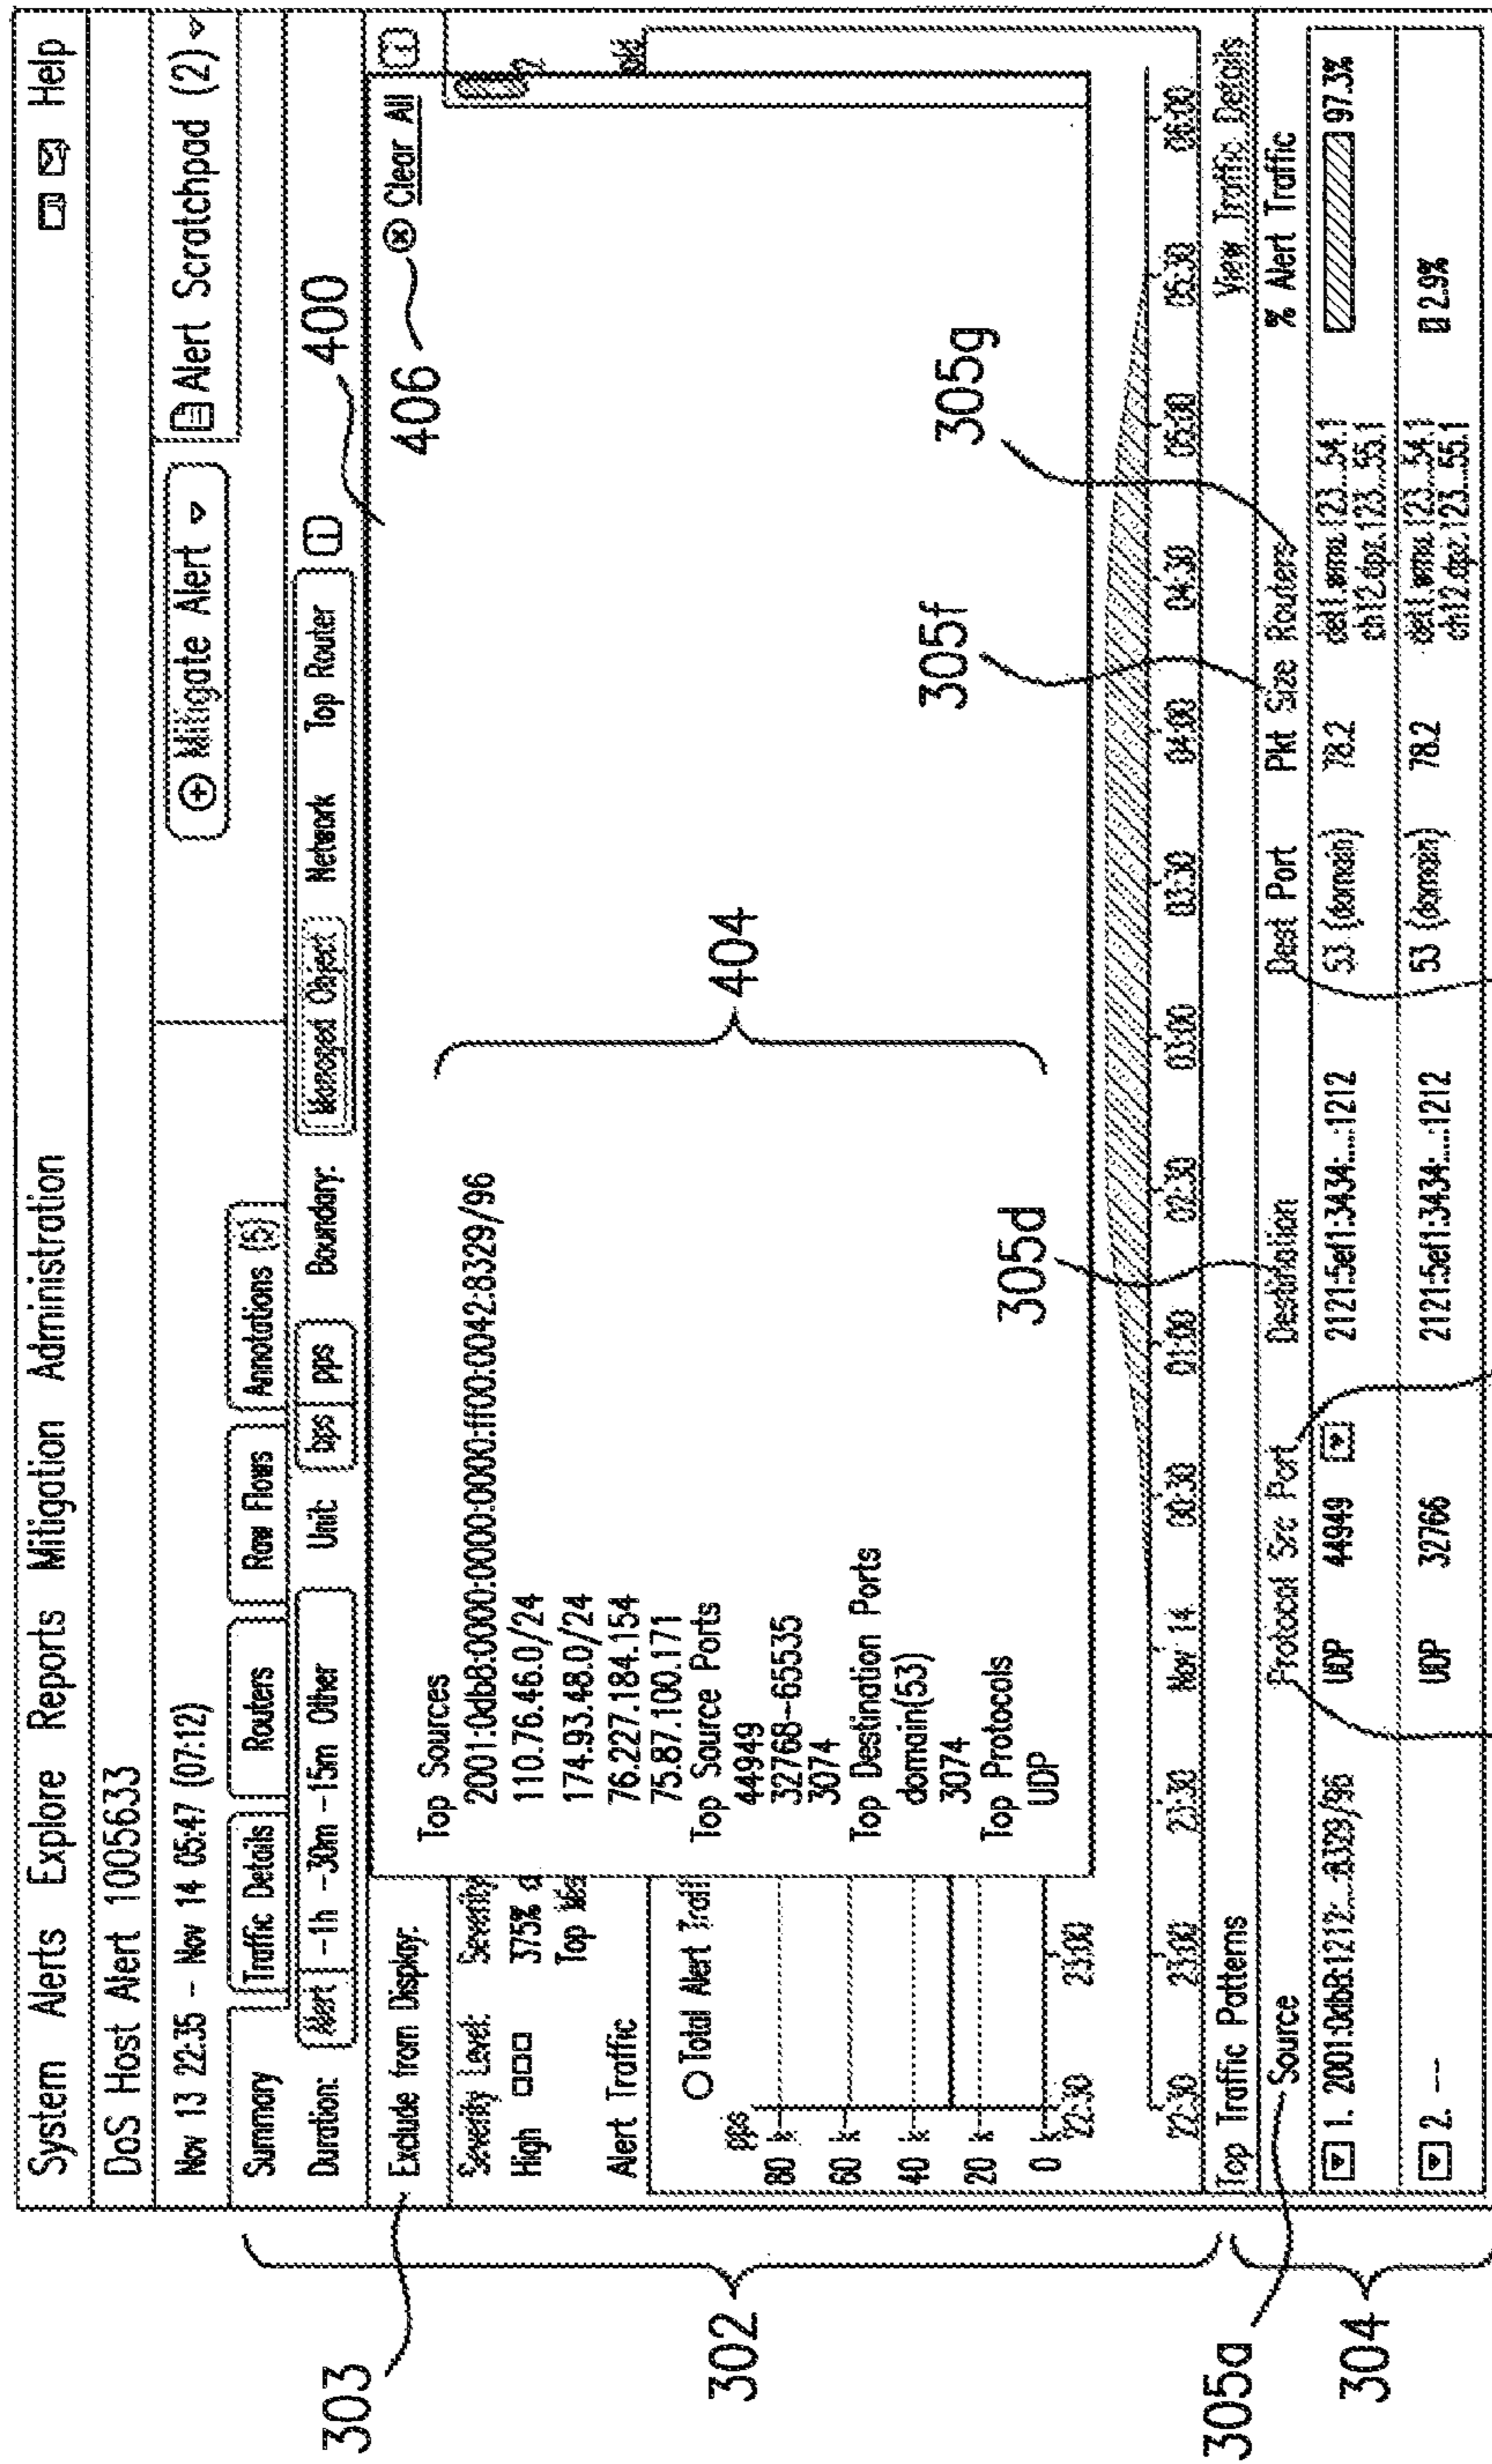 System Alerts Explore Reports Mitigation Administration Help
DoS Host Alert 1005633
Nov 13 22:35 - Nov 14 05:47 (07:12) Mitigate Alert Alert Scratchpad (2)
Summary Traffic Details Routers Raw Flows Annotations (5)
400
Duration: Alert -1h -30m -15m Other Unit: bps pps Boundary: Managed Object Network Top Router
303
Exclude from Display:
406 Clear All
Severity Level: Severity
High 375%
Top
Alert Traffic
Total Alert
pps
80 k
60 k
40 k
20 k
0 k
22:30 23:00
Top Sources
2001:0db8:0000:0000:0000:ff00:0042:8329/96
110.76.46.0/24
174.93.48.0/24
76.227.184.154
75.87.100.171
Top Source Ports
44949
32768--65535
3074
Top Destination Ports
domain(53)
3074
Top Protocols
UDP
404
302
305d
305f
305g
22:30 23:00 23:30 Nov 14 00:30 01:00 02:30 03:00 03:30 04:00 04:30 05:00 05:30 06:00
Top Traffic Patterns View Traffic Details
305a
Source Protocol Src Port Destination Dest Port Pkt Size Routers % Alert Traffic
1. UDP 44949 2121:5ef1:3434:...:1212 53 (domain) 78.2 97.3%
2. -- UDP 32766 2121:5ef1:3434:...:1212 53 (domain) 78.2 2.9%
304